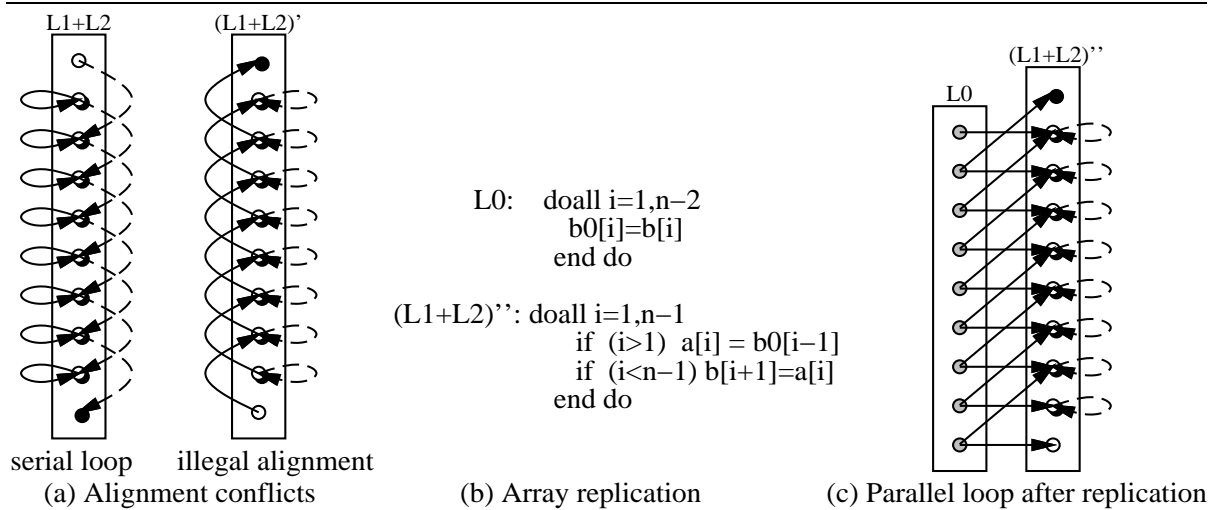 L1+L2
(L1+L2)'
serial loop
illegal alignment
(a) Alignment conflicts
L0: doall i=1,n−2
b0[i]=b[i]
end do
(L1+L2)’’: doall i=1,n−1
if (i>1) a[i] = b0[i−1]
if (i<n−1) b[i+1]=a[i]
end do
(b) Array replication
L0
(L1+L2)’’
(c) Parallel loop after replication